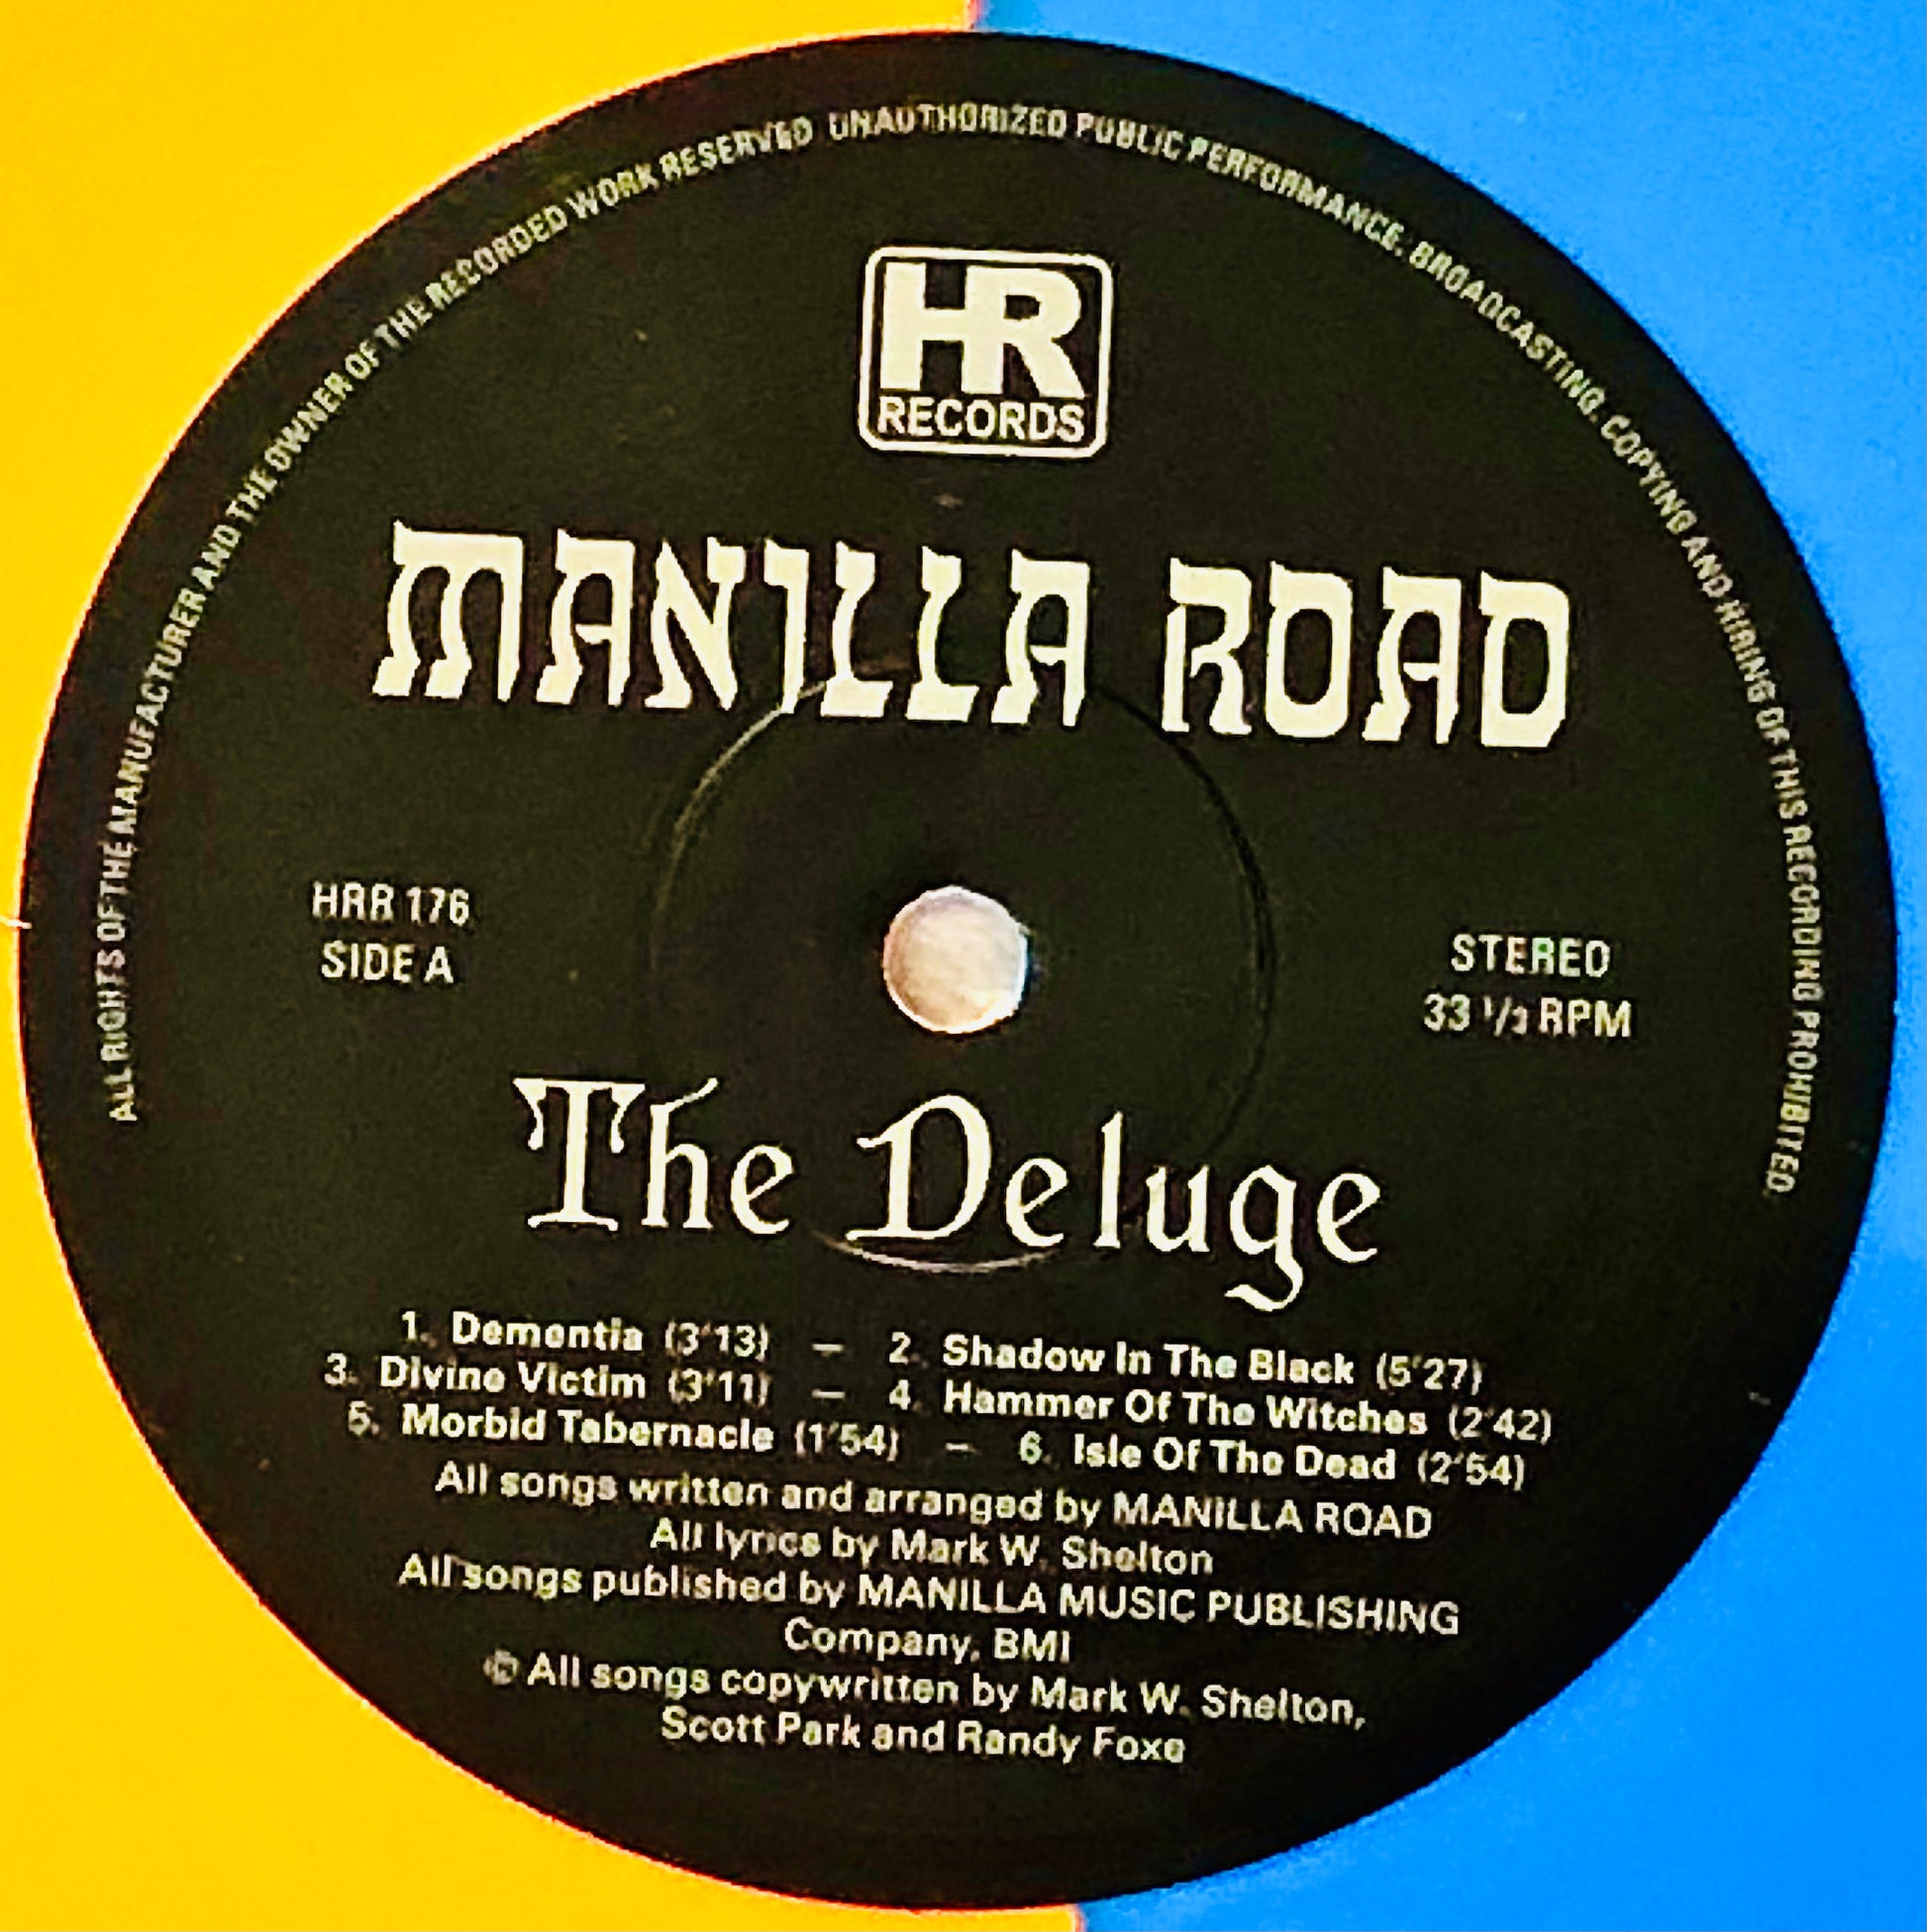 ALL RIGHTS OF THE MANUFACTURER AND THE OWNER OF THE RECORDED WORK RESERVED UNAUTHORIZED PUBLIC PERFORMANCE, BROADCASTING, COPYING AND HIRING OF THIS RECORDING PROHIBITED.
HR
RECORDS
MANILLA ROAD
HRR 176
SIDE A
STEREO
33 1/3 RPM
The Deluge
1. Dementia (3'13) – 2. Shadow In The Black (5'27)
3. Divine Victim (3'11) – 4. Hammer Of The Witches (2'42)
5. Morbid Tabernacle (1'54) – 6. Isle Of The Dead (2'54)
All songs written and arranged by MANILLA ROAD
All lyrics by Mark W. Shelton
All songs published by MANILLA MUSIC PUBLISHING
Company, BMI
© All songs copywritten by Mark W. Shelton,
Scott Park and Randy Foxe